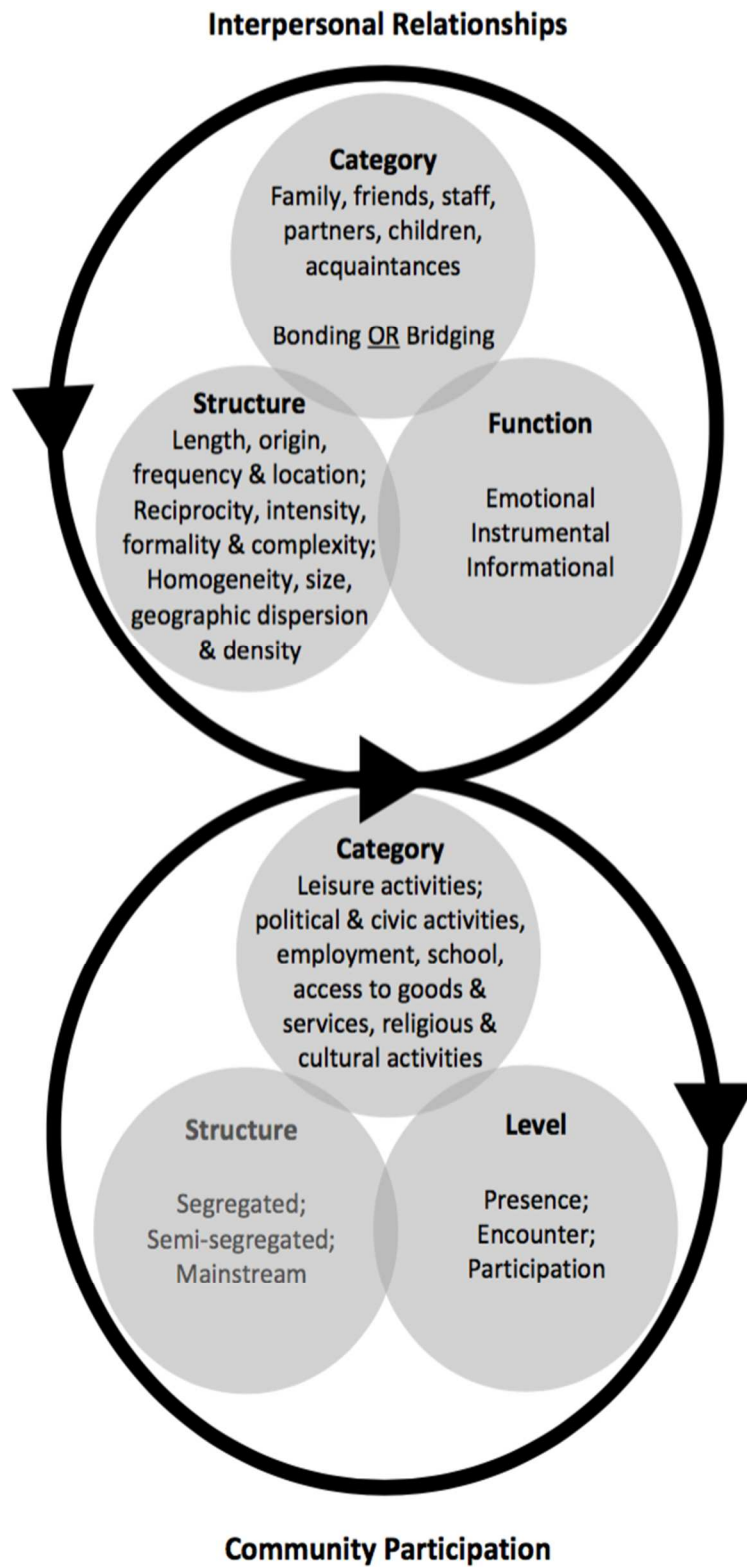 Interpersonal Relationships
Category
Family, friends, staff,
partners, children,
acquaintances
Bonding OR Bridging
Structure
Length, origin,
frequency & location;
Reciprocity, intensity,
formality & complexity;
Homogeneity, size,
geographic dispersion
& density
Function
Emotional
Instrumental
Informational
Category
Leisure activities;
political & civic activities,
employment, school,
access to goods &
services, religious &
cultural activities
Structure
Segregated;
Semi-segregated;
Mainstream
Level
Presence;
Encounter;
Participation
Community Participation